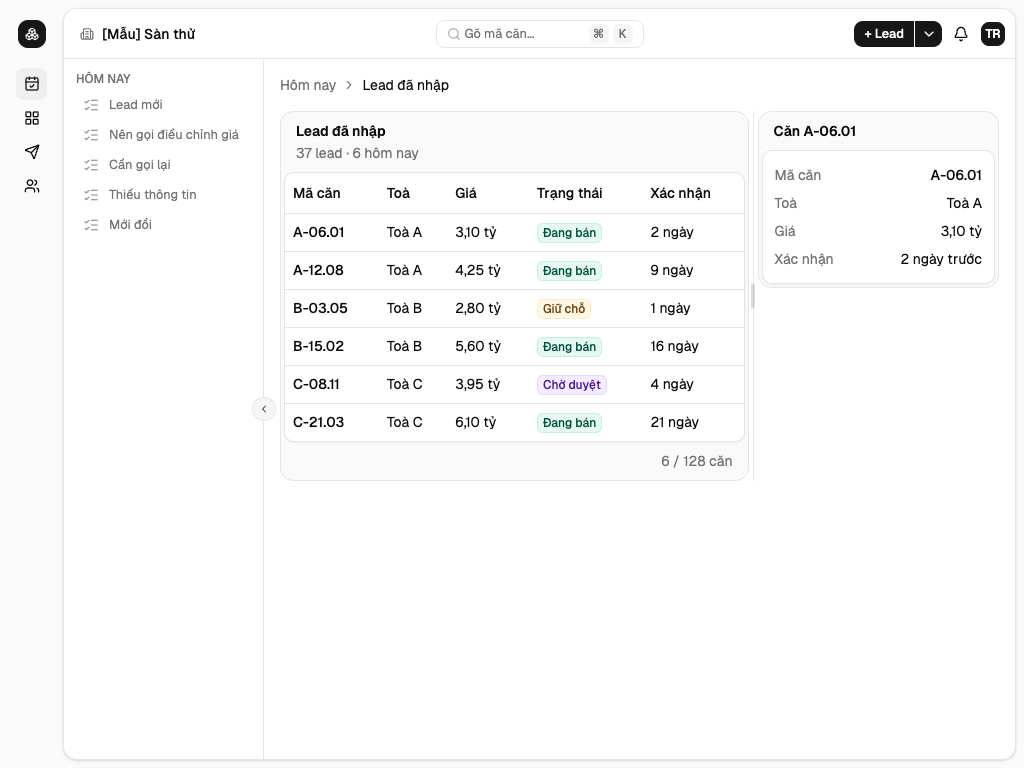 [Mẫu] Sàn thử
Gõ mã căn... ⌘ K
+ Lead
TR
HÔM NAY
Lead mới
Nên gọi điều chỉnh giá
Cần gọi lại
Thiếu thông tin
Mới đổi
Hôm nay > Lead đã nhập
Lead đã nhập
37 lead · 6 hôm nay
Mã căn Toà Giá Trạng thái Xác nhận
A-06.01 Toà A 3,10 tỷ Đang bán 2 ngày
A-12.08 Toà A 4,25 tỷ Đang bán 9 ngày
B-03.05 Toà B 2,80 tỷ Giữ chỗ 1 ngày
B-15.02 Toà B 5,60 tỷ Đang bán 16 ngày
C-08.11 Toà C 3,95 tỷ Chờ duyệt 4 ngày
C-21.03 Toà C 6,10 tỷ Đang bán 21 ngày
6 / 128 căn
Căn A-06.01
Mã căn A-06.01
Toà Toà A
Giá 3,10 tỷ
Xác nhận 2 ngày trước